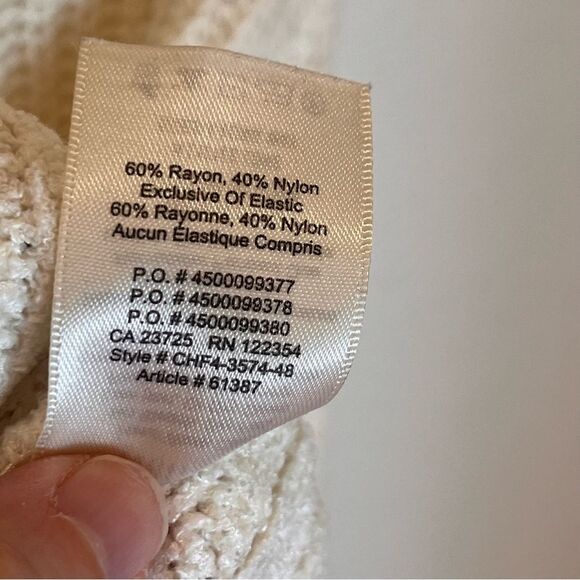 60% Rayon, 40% Nylon
Exclusive Of Elastic
60% Rayonne, 40% Nylon
Aucun Élastique Compris
P.O. # 4500099377
P.O. # 4500099378
P.O. # 4500099380
CA 23725 RN 122354
Style # CHF4-3574-48
Article # 61387